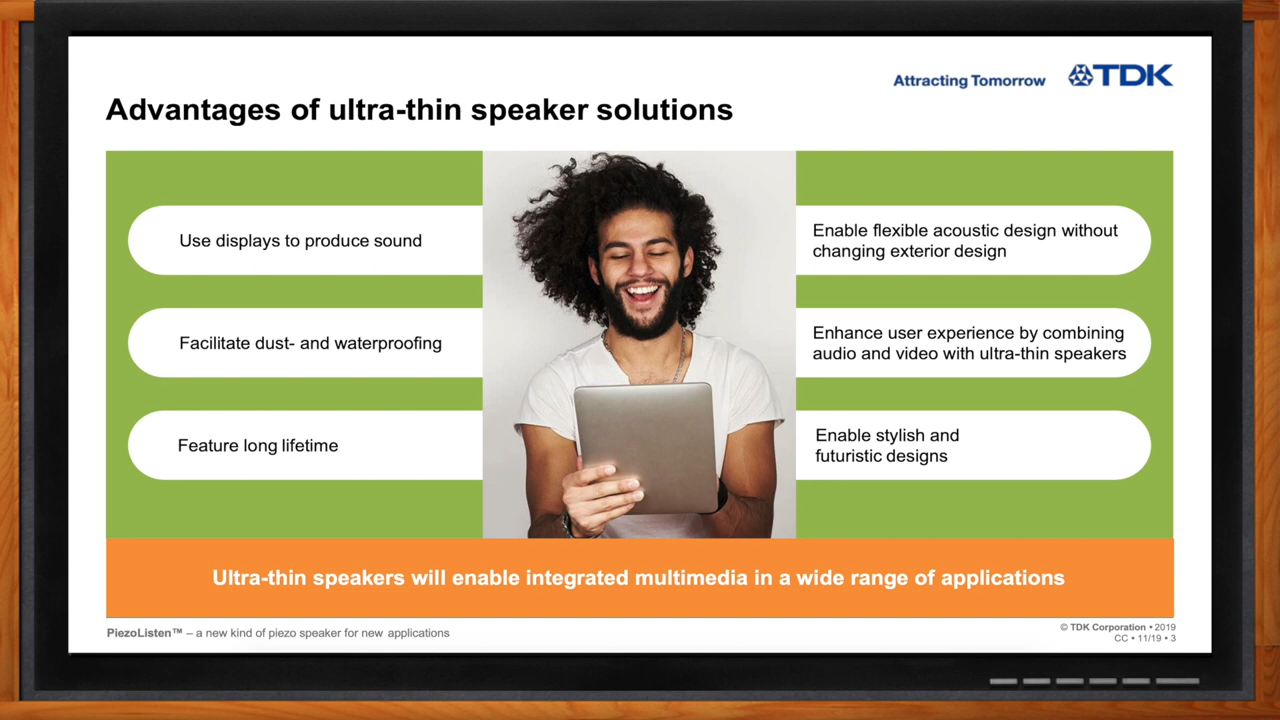 Attracting Tomorrow
TDK
Advantages of ultra-thin speaker solutions
Use displays to produce sound
Facilitate dust- and waterproofing
Feature long lifetime
Enable flexible acoustic design without
changing exterior design
Enhance user experience by combining
audio and video with ultra-thin speakers
Enable stylish and
futuristic designs
Ultra-thin speakers will enable integrated multimedia in a wide range of applications
PiezoListen™ – a new kind of piezo speaker for new applications
© TDK Corporation • 2019
CC • 11/19 • 3